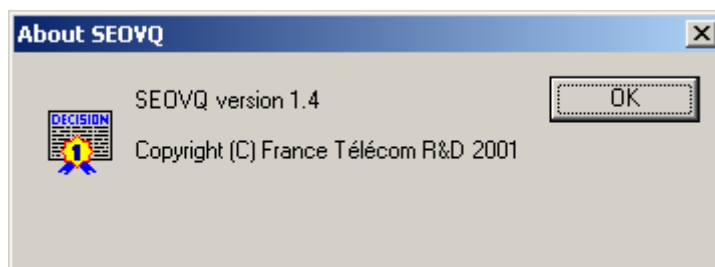 About SEOVQ
SEOVQ version 1.4
OK
DECISION
1
Copyright (C) France Télécom R&D 2001